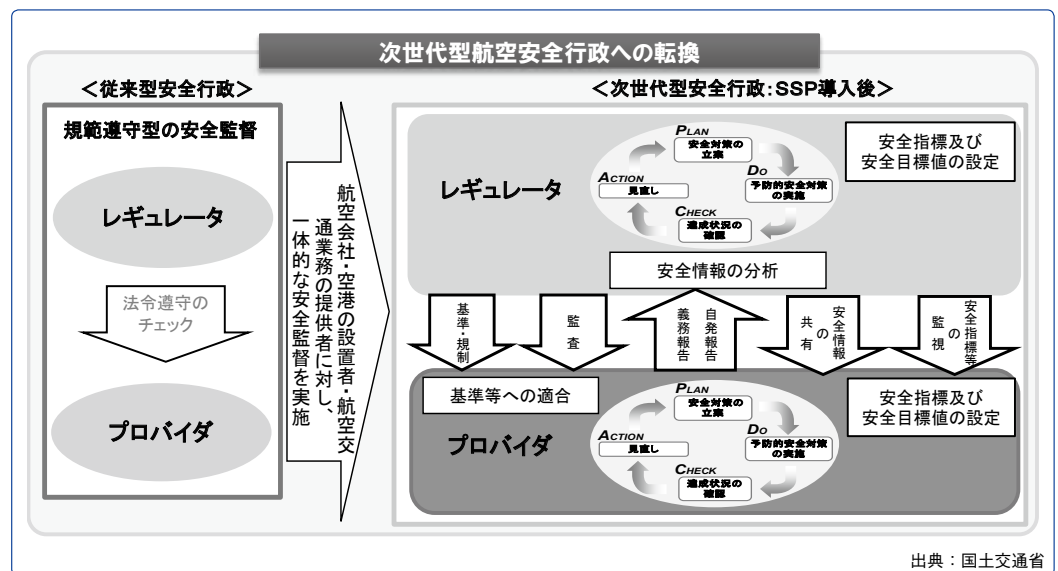 次世代型航空安全行政への転換
＜従来型安全行政＞
規範遵守型の安全監督
レギュレータ
法令遵守の
チェック
プロバイダ
航空会社・空港の設置者・航空交
通業務の提供者に対し、
一体的な安全監督を実施
＜次世代型安全行政：SSP導入後＞
レギュレータ
PLAN
安全対策の
立案
DO
予防的安全対策
の実施
CHECK
達成状況の
確認
ACTION
見直し
安全指標及び
安全目標値の設定
安全情報の分析
基準・規制
監査
自発報告
義務報告
安全情報
の
共有
安全指標等
の
監視
基準等への適合
プロバイダ
PLAN
安全対策の
立案
DO
予防的安全対策
の実施
CHECK
達成状況の
確認
ACTION
見直し
安全指標及び
安全目標値の設定
出典：国土交通省